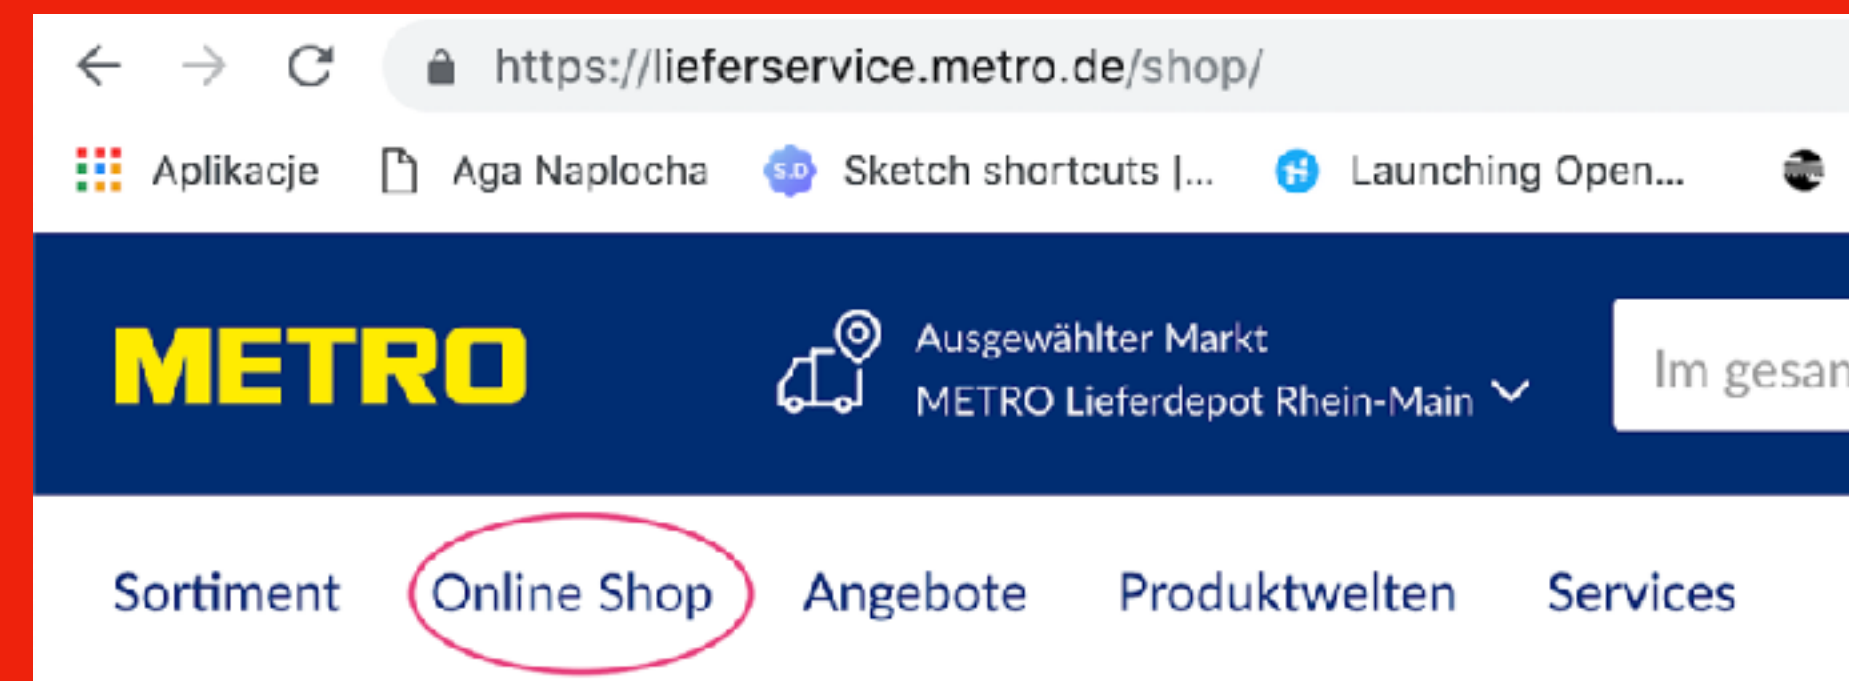 https://lieferservice.metro.de/shop/
Aplikacje Aga Naplocha S.D Sketch shortcuts |... Launching Open...
METRO
Ausgewählter Markt
METRO Lieferdepot Rhein-Main
Im gesam
Sortiment Online Shop Angebote Produktwelten Services